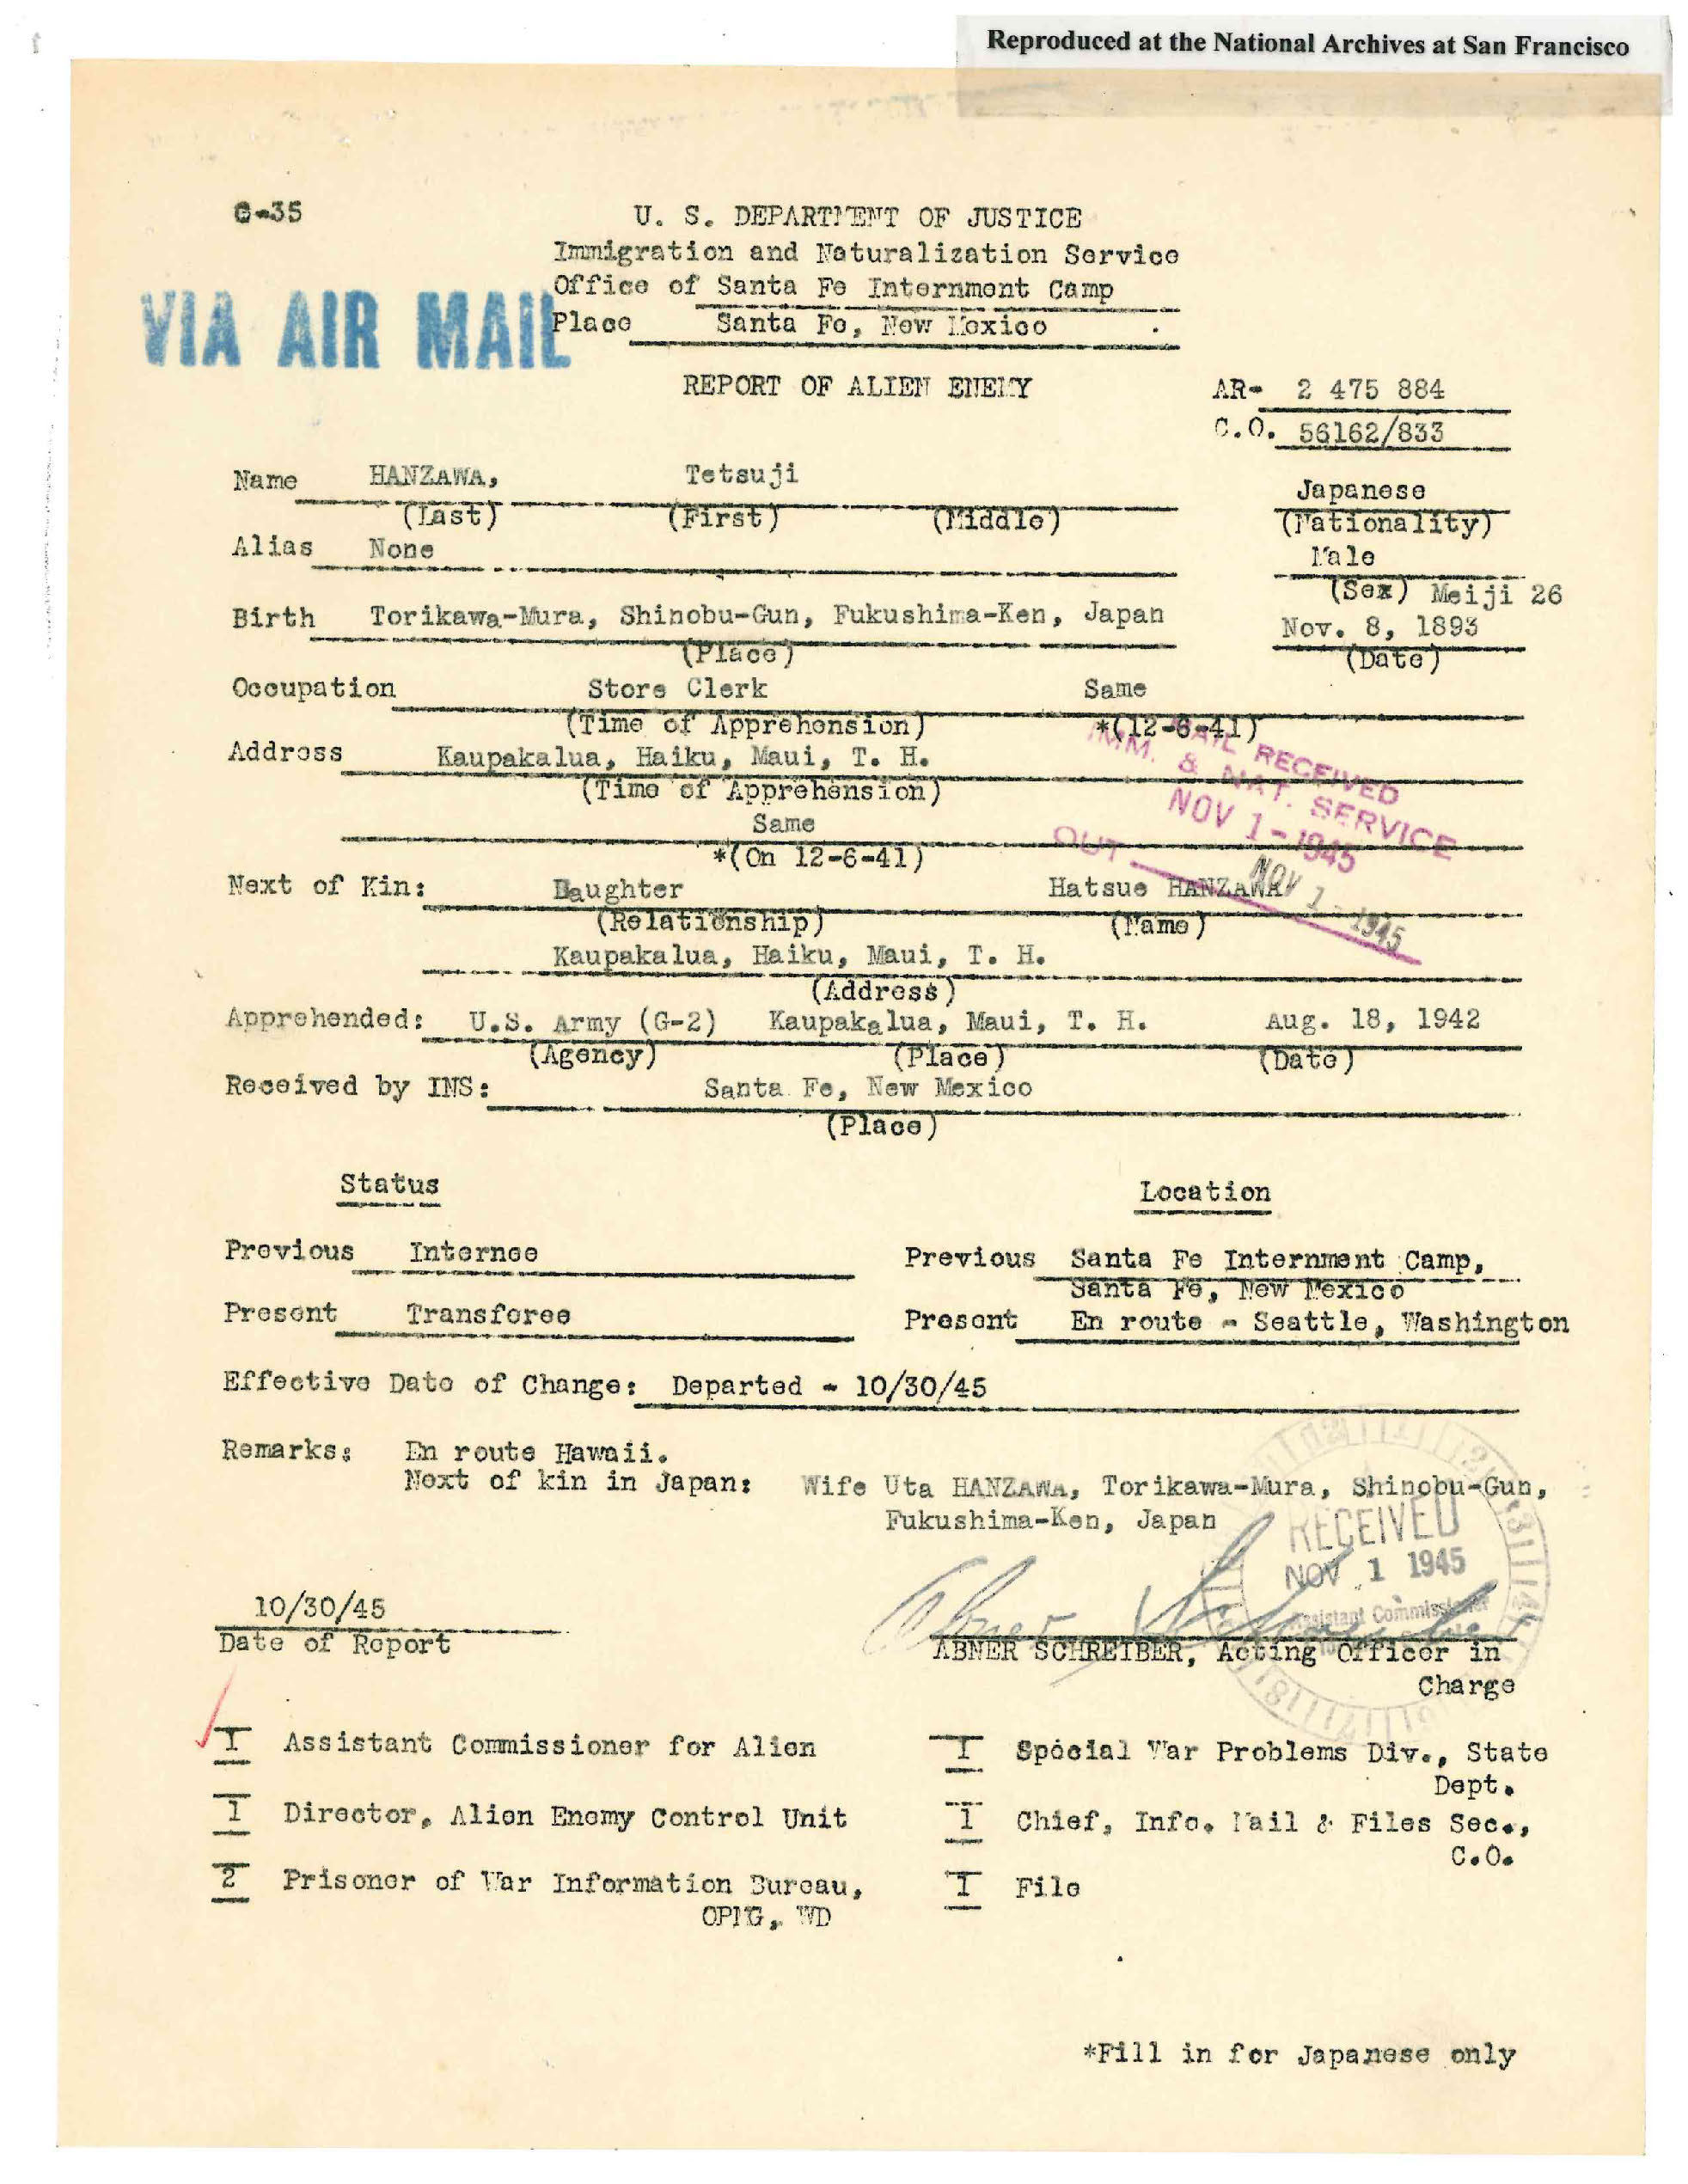 Reproduced at the National Archives at San Francisco
G-35
U. S. DEPARTMENT OF JUSTICE
Immigration and Naturalization Service
Office of Santa Fe Internment Camp
VIA AIR MAIL
Place Santa Fe, New Mexico
REPORT OF ALIEN ENEMY
AR- 2 475 884
C.O. 56162/833
Name HANZAWA, Tetsuji
(Last) (First) (Middle)
Japanese
(Nationality)
Alias None
Male
(Sex) Meiji 26
Birth Torikawa-Mura, Shinobu-Gun, Fukushima-Ken, Japan
Nov. 8, 1893
(Place) (Date)
Occupation Store Clerk Same
(Time of Apprehension) *(12-6-41)
Address Kaupakalua, Haiku, Maui, T. H.
(Time of Apprehension)
MAIL RECEIVED
IMM. & NAT. SERVICE
NOV 1-1945
OUT
NOV 1-1945
Same
*(On 12-6-41)
Next of Kin: Daughter Hatsue HANZAWA
(Relationship) (Name)
Kaupakalua, Haiku, Maui, T. H.
(Address)
Apprehended: U.S. Army (G-2) Kaupakalua, Maui, T. H. Aug. 18, 1942
(Agency) (Place) (Date)
Received by INS: Santa Fe, New Mexico
(Place)
Status Location
Previous Internee Previous Santa Fe Internment Camp,
Santa Fe, New Mexico
Present Transferee Present En route - Seattle, Washington
Effective Date of Change: Departed - 10/30/45
Remarks: En route Hawaii.
Next of kin in Japan: Wife Uta HANZAWA, Torikawa-Mura, Shinobu-Gun,
Fukushima-Ken, Japan
RECEIVED
NOV 1 1945
Assistant Commissioner
Abner Schreiber
10/30/45
Date of Report
ABNER SCHREIBER, Acting Officer in
Charge
1 Assistant Commissioner for Alien
1 Special War Problems Div., State
Dept.
1 Director, Alien Enemy Control Unit
1 Chief, Info. Mail & Files Sec.,
C.O.
2 Prisoner of War Information Bureau,
OPMG, WD
1 File
*Fill in for Japanese only